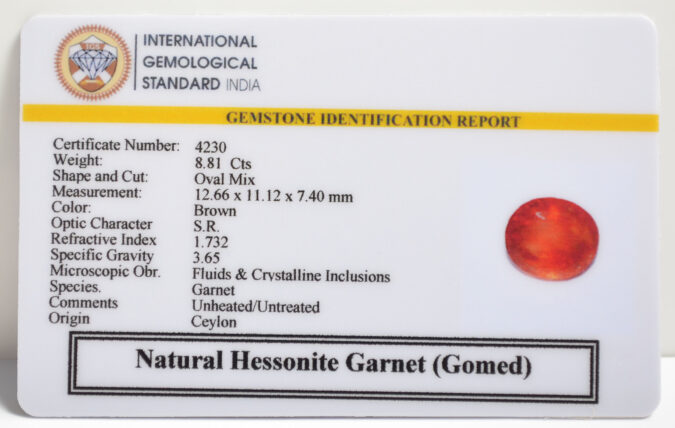 IGS
INTERNATIONAL
GEMOLOGICAL
STANDARD INDIA
GEMSTONE IDENTIFICATION REPORT
Certificate Number: 4230
Weight: 8.81 Cts
Shape and Cut: Oval Mix
Measurement: 12.66 x 11.12 x 7.40 mm
Color: Brown
Optic Character S.R.
Refractive Index 1.732
Specific Gravity 3.65
Microscopic Obr. Fluids & Crystalline Inclusions
Species. Garnet
Comments Unheated/Untreated
Origin Ceylon
Natural Hessonite Garnet (Gomed)